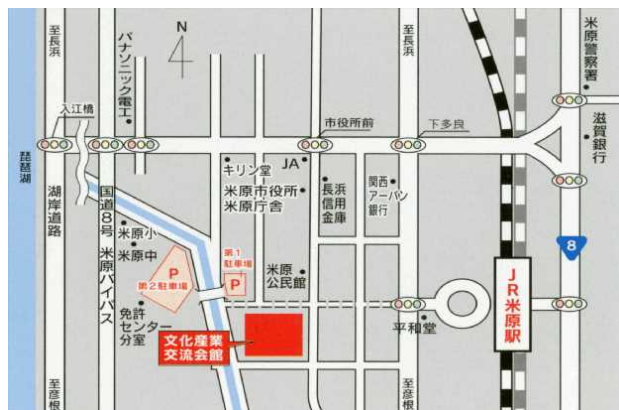 至長浜
至長浜
N
パナソニック電工
入江橋
琵琶湖
湖岸道路
国道8号 米原バイパス
キリン堂
JA
市役所前
下多良
米原警察署
滋賀銀行
米原市役所
米原庁舎
長浜
信用
金庫
関西
アーバン
銀行
米原小
米原中
第1
駐車場
P
P
第2駐車場
米原
公民館
8
JR米原駅
免許
センター
分室
文化産業
交流会館
平和堂
至彦根
至彦根